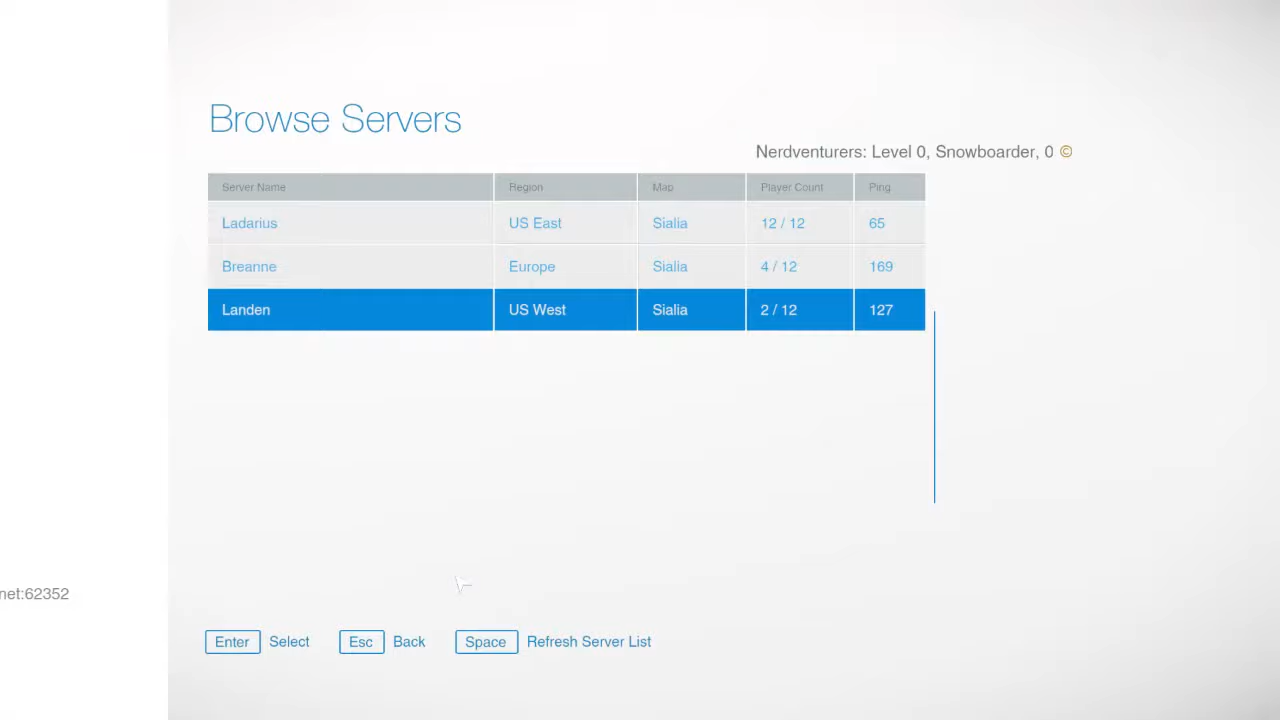 Browse Servers
Nerdventurers: Level 0, Snowboarder, 0 ©
Server Name Region Map Player Count Ping
Ladarius US East Sialia 12 / 12 65
Breanne Europe Sialia 4 / 12 169
Landen US West Sialia 2 / 12 127
net:62352
Enter Select Esc Back Space Refresh Server List